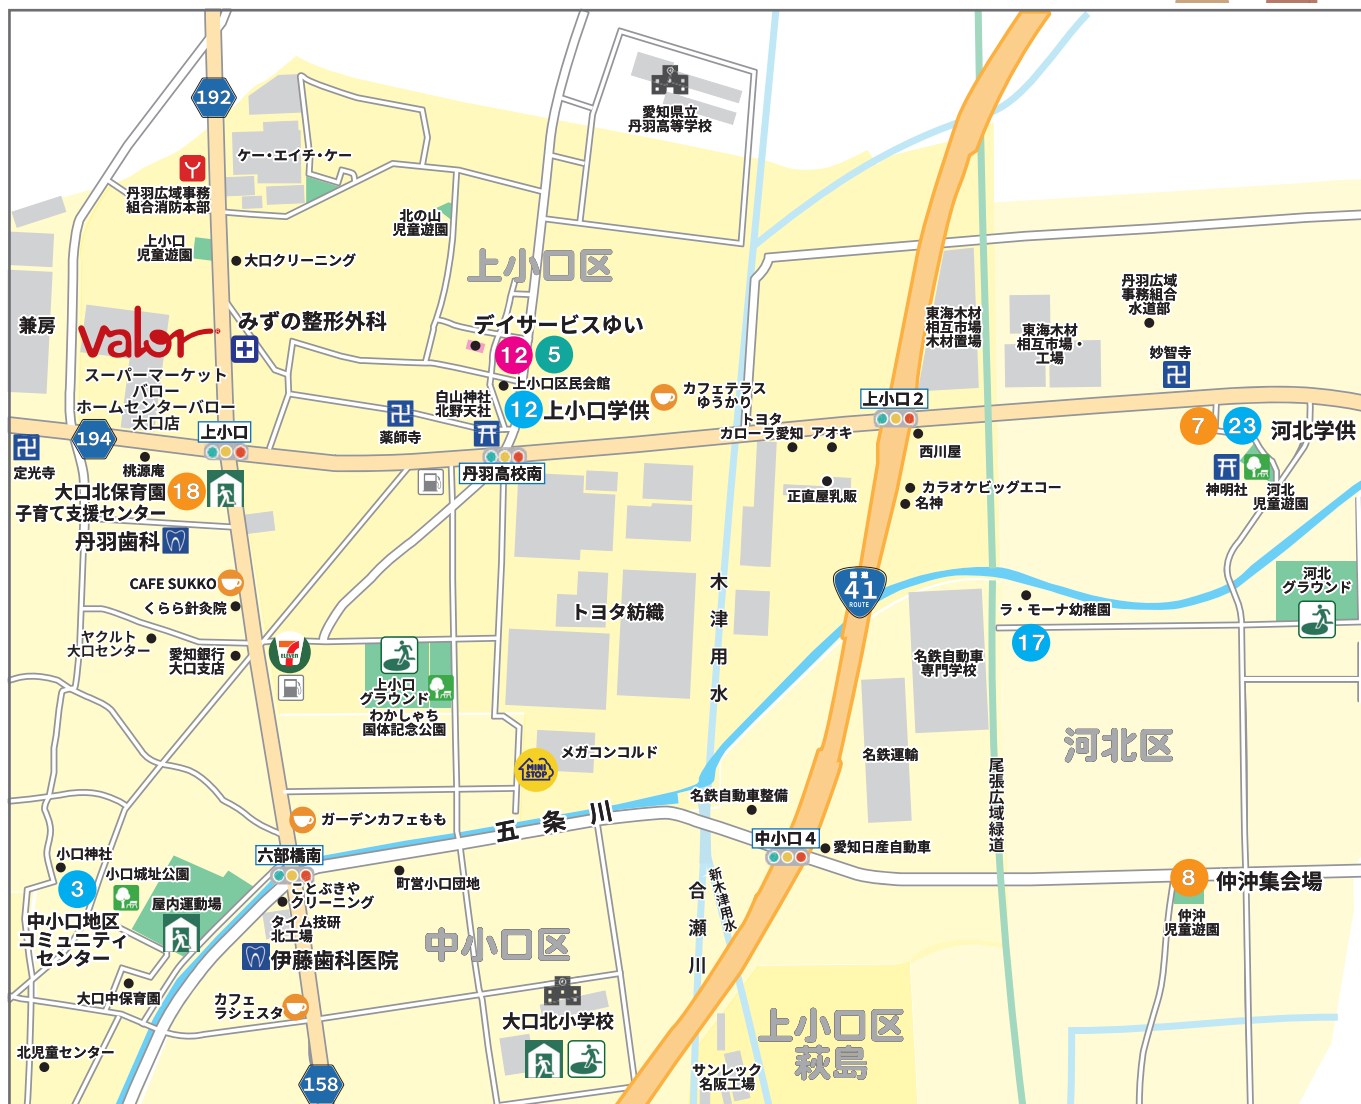 192
愛知県立
丹羽高等学校
ケー・エイチ・ケー
丹羽広域事務
組合消防本部
北の山
児童遊園
上小口
児童遊園
大口クリーニング
上小口区
丹羽広域
事務組合
水道部
兼房
valor
みずの整形外科
デイサービスゆい
12
5
東海木材
相互市場
木材置場
東海木材
相互市場・
工場
妙智寺
スーパーマーケット
バロー
ホームセンターバロー
大口店
上小口区民会館
白山神社
北野天社
12
上小口学供
カフェテラス
ゆうかり
トヨタ
カローラ愛知
アオキ
上小口2
西川屋
7
23
河北学供
194
上小口
薬師寺
丹羽高校南
定光寺
桃源庵
大口北保育園
子育て支援センター
18
正直屋乳販
カラオケビッグエコー
名神
神明社
河北
児童遊園
丹羽歯科
CAFE SUKKO
くらら針灸院
トヨタ紡織
木津用水
国道
41
ROUTE
河北
グラウンド
ラ・モーナ幼稚園
17
ヤクルト
大口センター
愛知銀行
大口支店
7
ELEVEN
上小口
グラウンド
わかしゃち
国体記念公園
名鉄自動車
専門学校
名鉄運輸
河北区
尾張広域緑道
MINI
STOP
メガコンコルド
五条川
名鉄自動車整備
中小口4
愛知日産自動車
ガーデンカフェもも
六部橋南
小口神社
小口城址公園
3
中小口地区
コミュニティ
センター
屋内運動場
ことぶきや
クリーニング
町営小口団地
タイム技研
北工場
伊藤歯科医院
中小口区
合瀬川
新木津用水
8
仲沖集会場
仲沖
児童遊園
大口中保育園
カフェ
ラシェスタ
大口北小学校
上小口区
萩島
北児童センター
158
サンレック
名阪工場